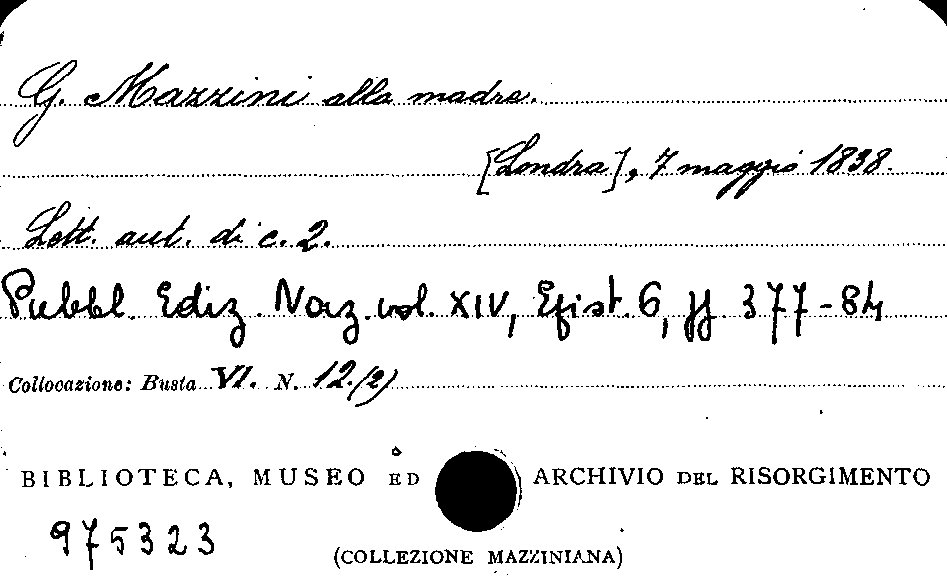 G. Mazzini alla madre.
[Londra], 7 maggio 1838.
Lett. aut. di c. 2.
Pubbl. Ediz. Naz. vol. XIV, Epist. 6, pp. 377-84
Collocazione: Busta VI. N. 12.(2)
BIBLIOTECA, MUSEO ED ARCHIVIO DEL RISORGIMENTO
975323
(COLLEZIONE MAZZINIANA)